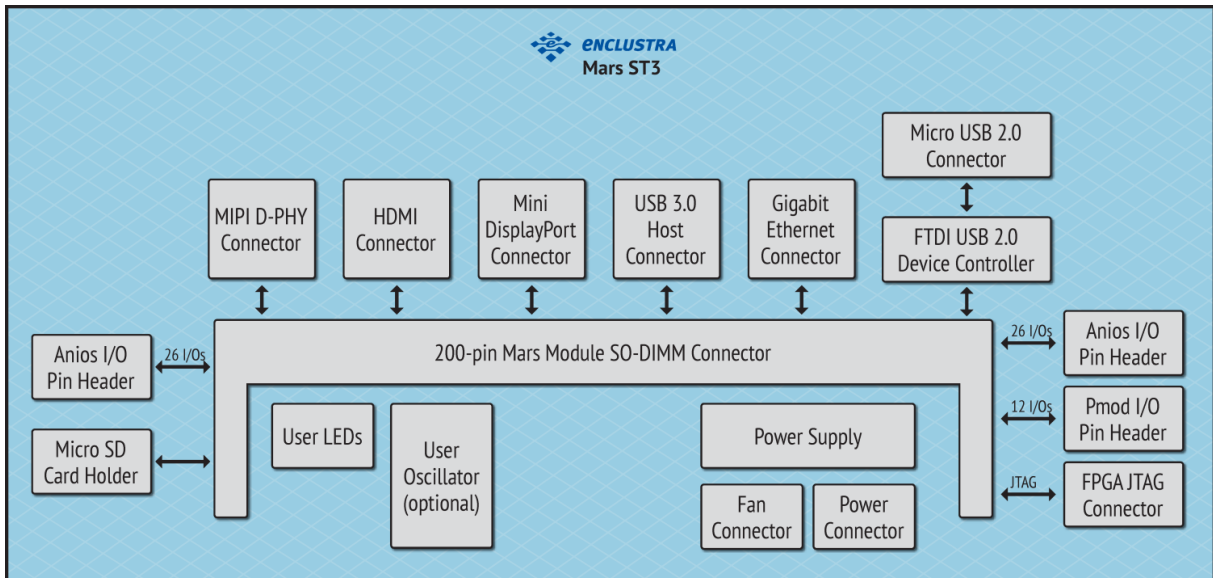 ENCLUSTRA
Mars ST3
Micro USB 2.0
Connector
MIPI D-PHY
Connector
HDMI
Connector
Mini
DisplayPort
Connector
USB 3.0
Host
Connector
Gigabit
Ethernet
Connector
FTDI USB 2.0
Device Controller
Anios I/O
Pin Header
26 I/Os
200-pin Mars Module SO-DIMM Connector
26 I/Os
Anios I/O
Pin Header
Micro SD
Card Holder
User LEDs
User
Oscillator
(optional)
Power Supply
12 I/Os
Pmod I/O
Pin Header
Fan
Connector
Power
Connector
JTAG
FPGA JTAG
Connector